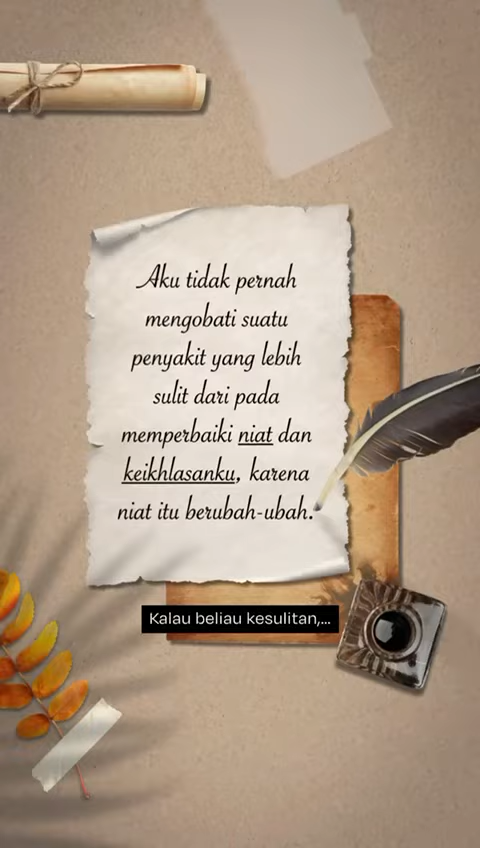 Aku tidak pernah
mengobati suatu
penyakit yang lebih
sulit dari pada
memperbaiki niat dan
keikhlasanku, karena
niat itu berubah-ubah.
Kalau beliau kesulitan,...